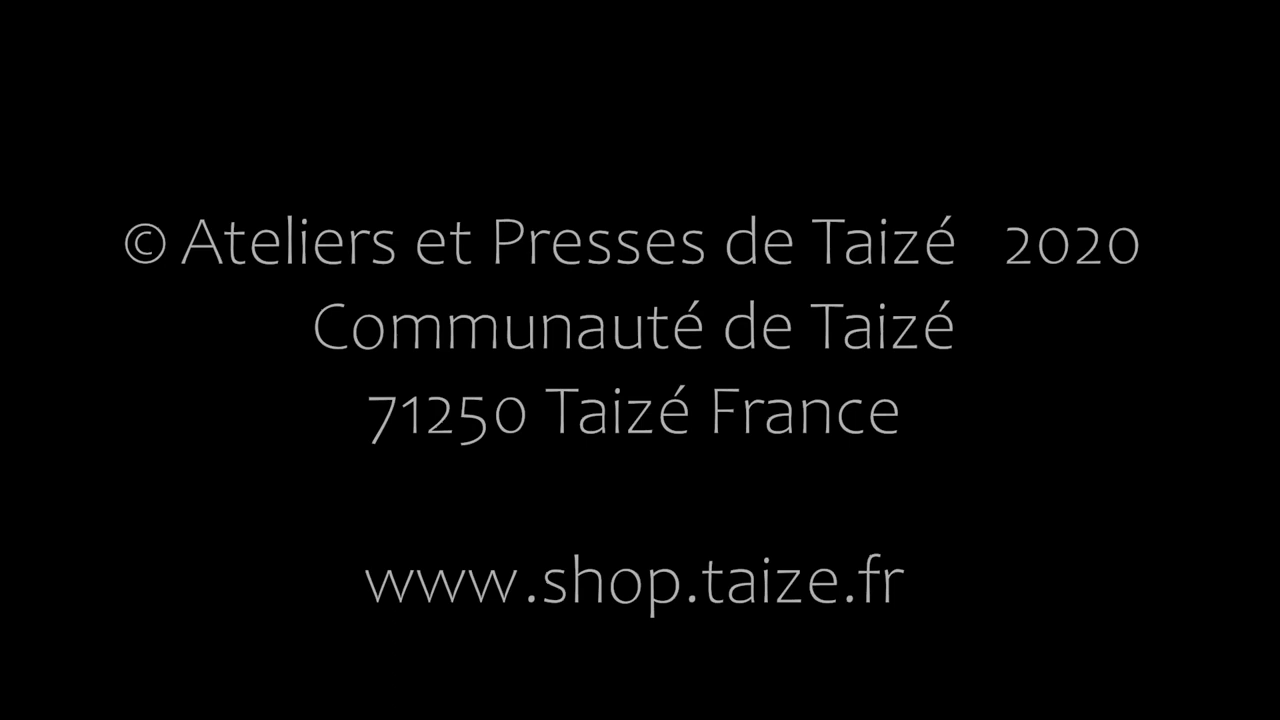 © Ateliers et Presses de Taizé 2020
Communauté de Taizé
71250 Taizé France
www.shop.taize.fr